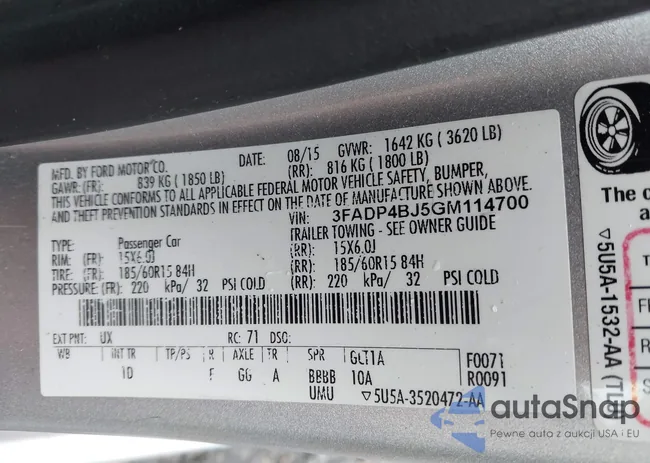 MFD. BY FORD MOTOR CO.
DATE: 08/15 GVWR: 1642 KG ( 3620 LB)
GAWR: (FR): 839 KG ( 1850 LB) (RR): 816 KG ( 1800 LB)
THIS VEHICLE CONFORMS TO ALL APPLICABLE FEDERAL MOTOR VEHICLE SAFETY, BUMPER,
AND THEFT PREVENTION STANDARDS IN EFFECT ON THE DATE OF MANUFACTURE SHOWN ABOVE.
VIN: 3FADP4BJ5GM114700
TYPE: Passenger Car TRAILER TOWING - SEE OWNER GUIDE
RIM: (FR): 15X6.0J (RR): 15X6.0J
TIRE: (FR): 185/60R15 84H (RR): 185/60R15 84H
PRESSURE: (FR): 220 kPa/ 32 PSI COLD (RR): 220 kPa/ 32 PSI COLD
EXT PNT: UX RC: 71 DSO:
WB INT TR TP/PS R AXLE TR SPR GLT1A F0071
ID F GG A BBBB 10A R0091
UMU ▽5U5A-3520472-AA
The c
a
▽5U5A-1532-AA (TL
T
F
R
S
autaSnap
Pewne auto z aukcji USA i EU